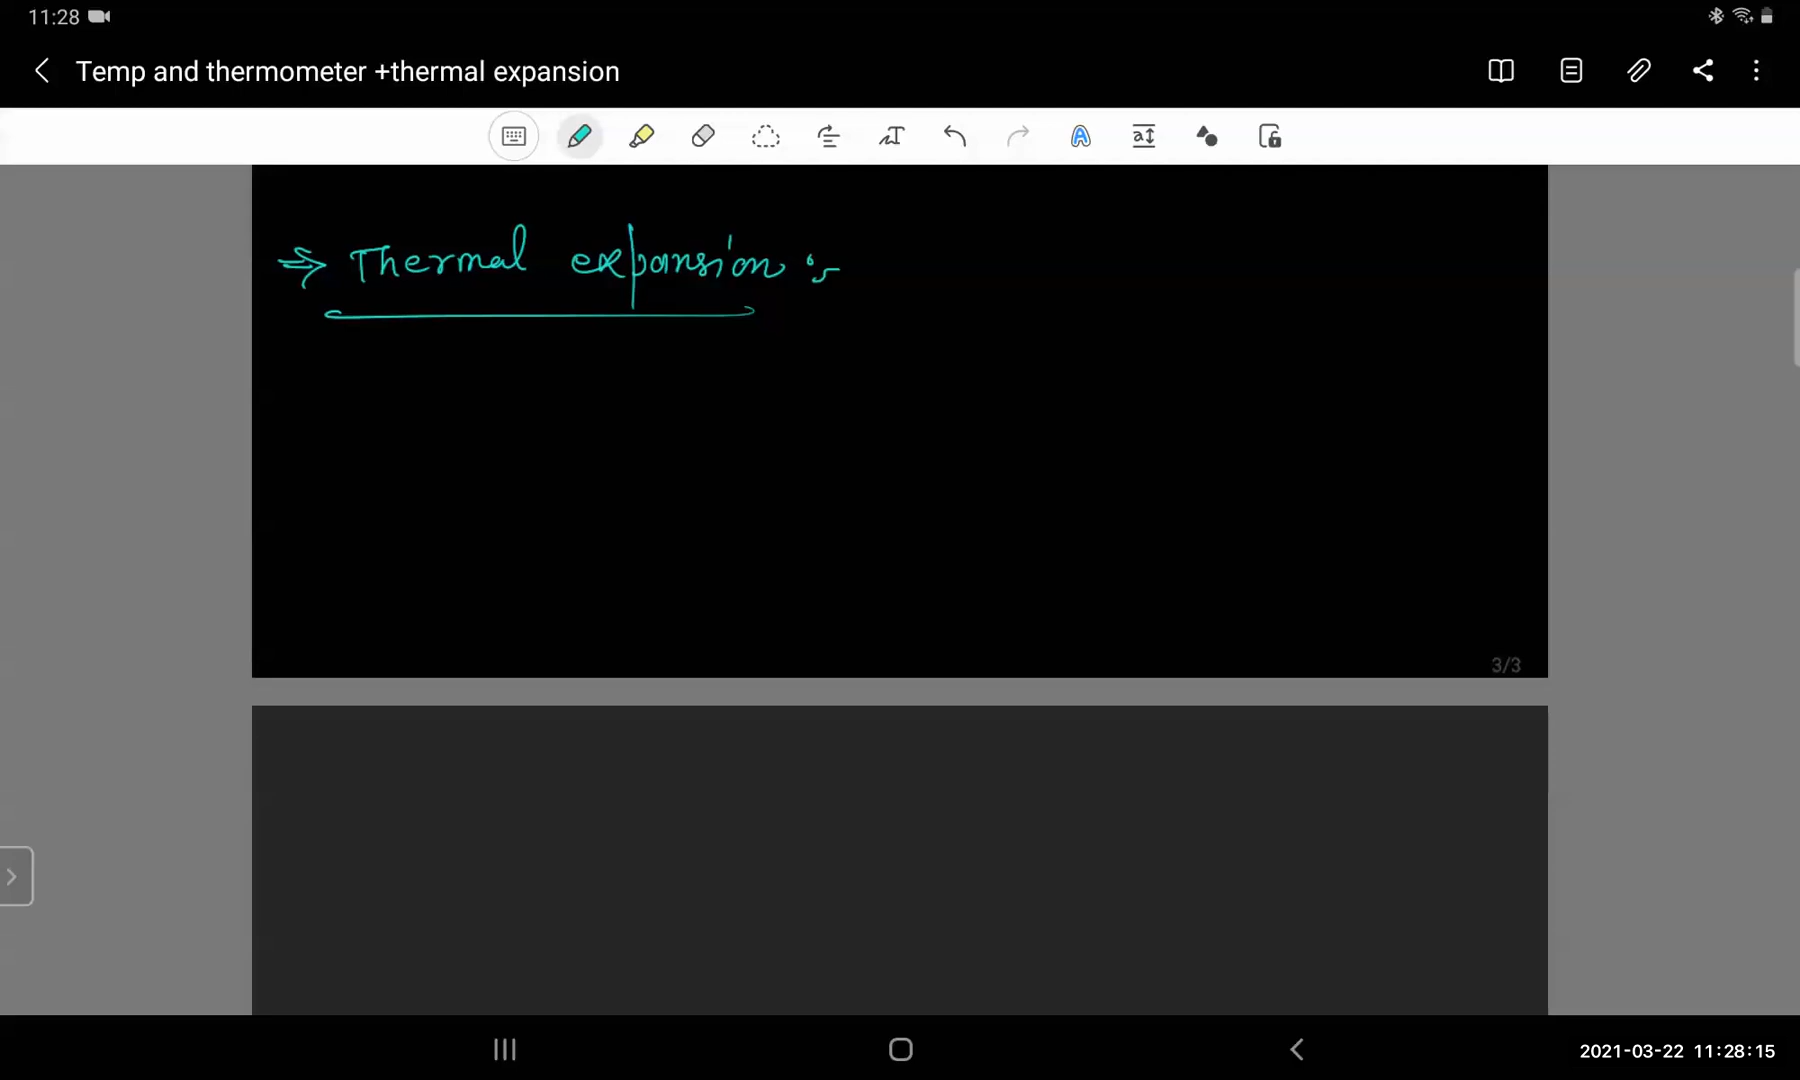 11:28
Temp and thermometer +thermal expansion
⇒ Thermal expansion :-
3/3
2021-03-22 11:28:15